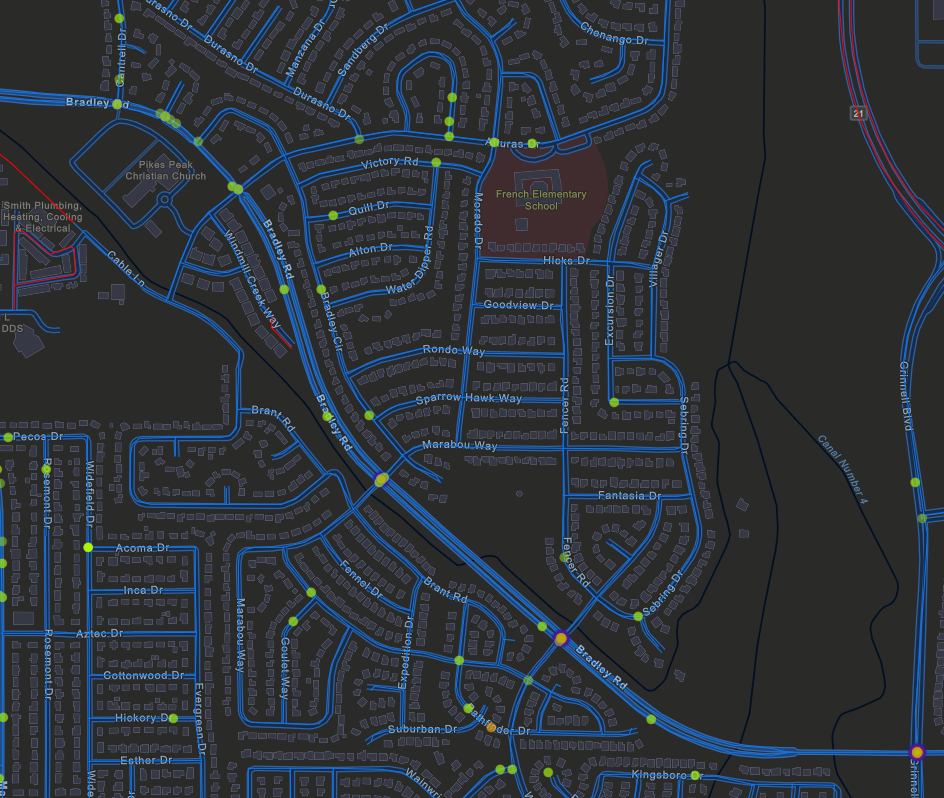 Durasno Dr
Cantrell Dr
Durasno Dr
Manzana Dr
Sandberg Dr
Chenango Dr
Bradley Rd
Durasno Dr
21
Alturas Dr
Victory Rd
Pikes Peak
Christian Church
French Elementary
School
Smith Plumbing,
Heating, Cooling
& Electrical
Quill Dr
Morado Dr
Bradley Rd
Windmill Creek Way
Alton Dr
Water Dipper Rd
Villager Dr
Cable Ln
Hicks Dr
Excursion Dr
Goodview Dr
L
DDS
Bradley Cir
Rondo Way
Grinnell Blvd
Sparrow Hawk Way
Fencer Rd
Brant Rd
Bradley Rd
Sebring Dr
Pecos Dr
Marabou Way
Canal Number 4
Rosemont Dr
Widefield Dr
Fantasia Dr
Acoma Dr
Fencer Rd
Inca Dr
Fennel Dr
Brant Rd
Sebring Dr
Marabou Way
Aztec Dr
Goulet Way
Expedition Dr
Rosemont Dr
Bradley Rd
Cottonwood Dr
Evergreen Dr
Hickory Dr
Pathfinder Dr
Suburban Dr
Esther Dr
Kingsboro Dr